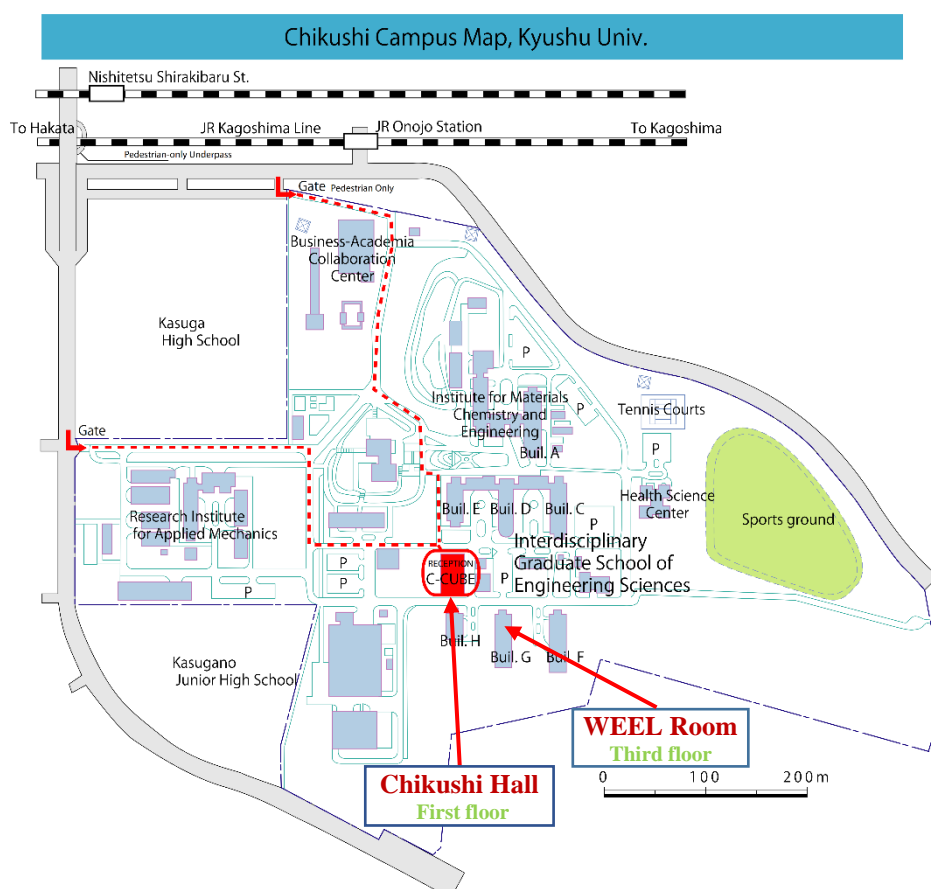 Chikushi Campus Map, Kyushu Univ.
Nishitetsu Shirakibaru St.
To Hakata
JR Kagoshima Line
JR Onojo Station
To Kagoshima
Pedestrian-only Underpass
Gate Pedestrian Only
Business-Academia
Collaboration
Center
Kasuga
High School
P
Institute for Materials
Chemistry and
Engineering
P
Tennis Courts
Gate
Buil. A
P
Research Institute
for Applied Mechanics
Buil. E
Buil. D
Buil. C
P
Health Science
Center
Sports ground
Interdisciplinary
Graduate School of
Engineering Sciences
P
P
P
RECEPTION
C-CUBE
P
Buil. H
Buil. G
Buil. F
Kasugano
Junior High School
WEEL Room
Third floor
Chikushi Hall
First floor
0
100
200m